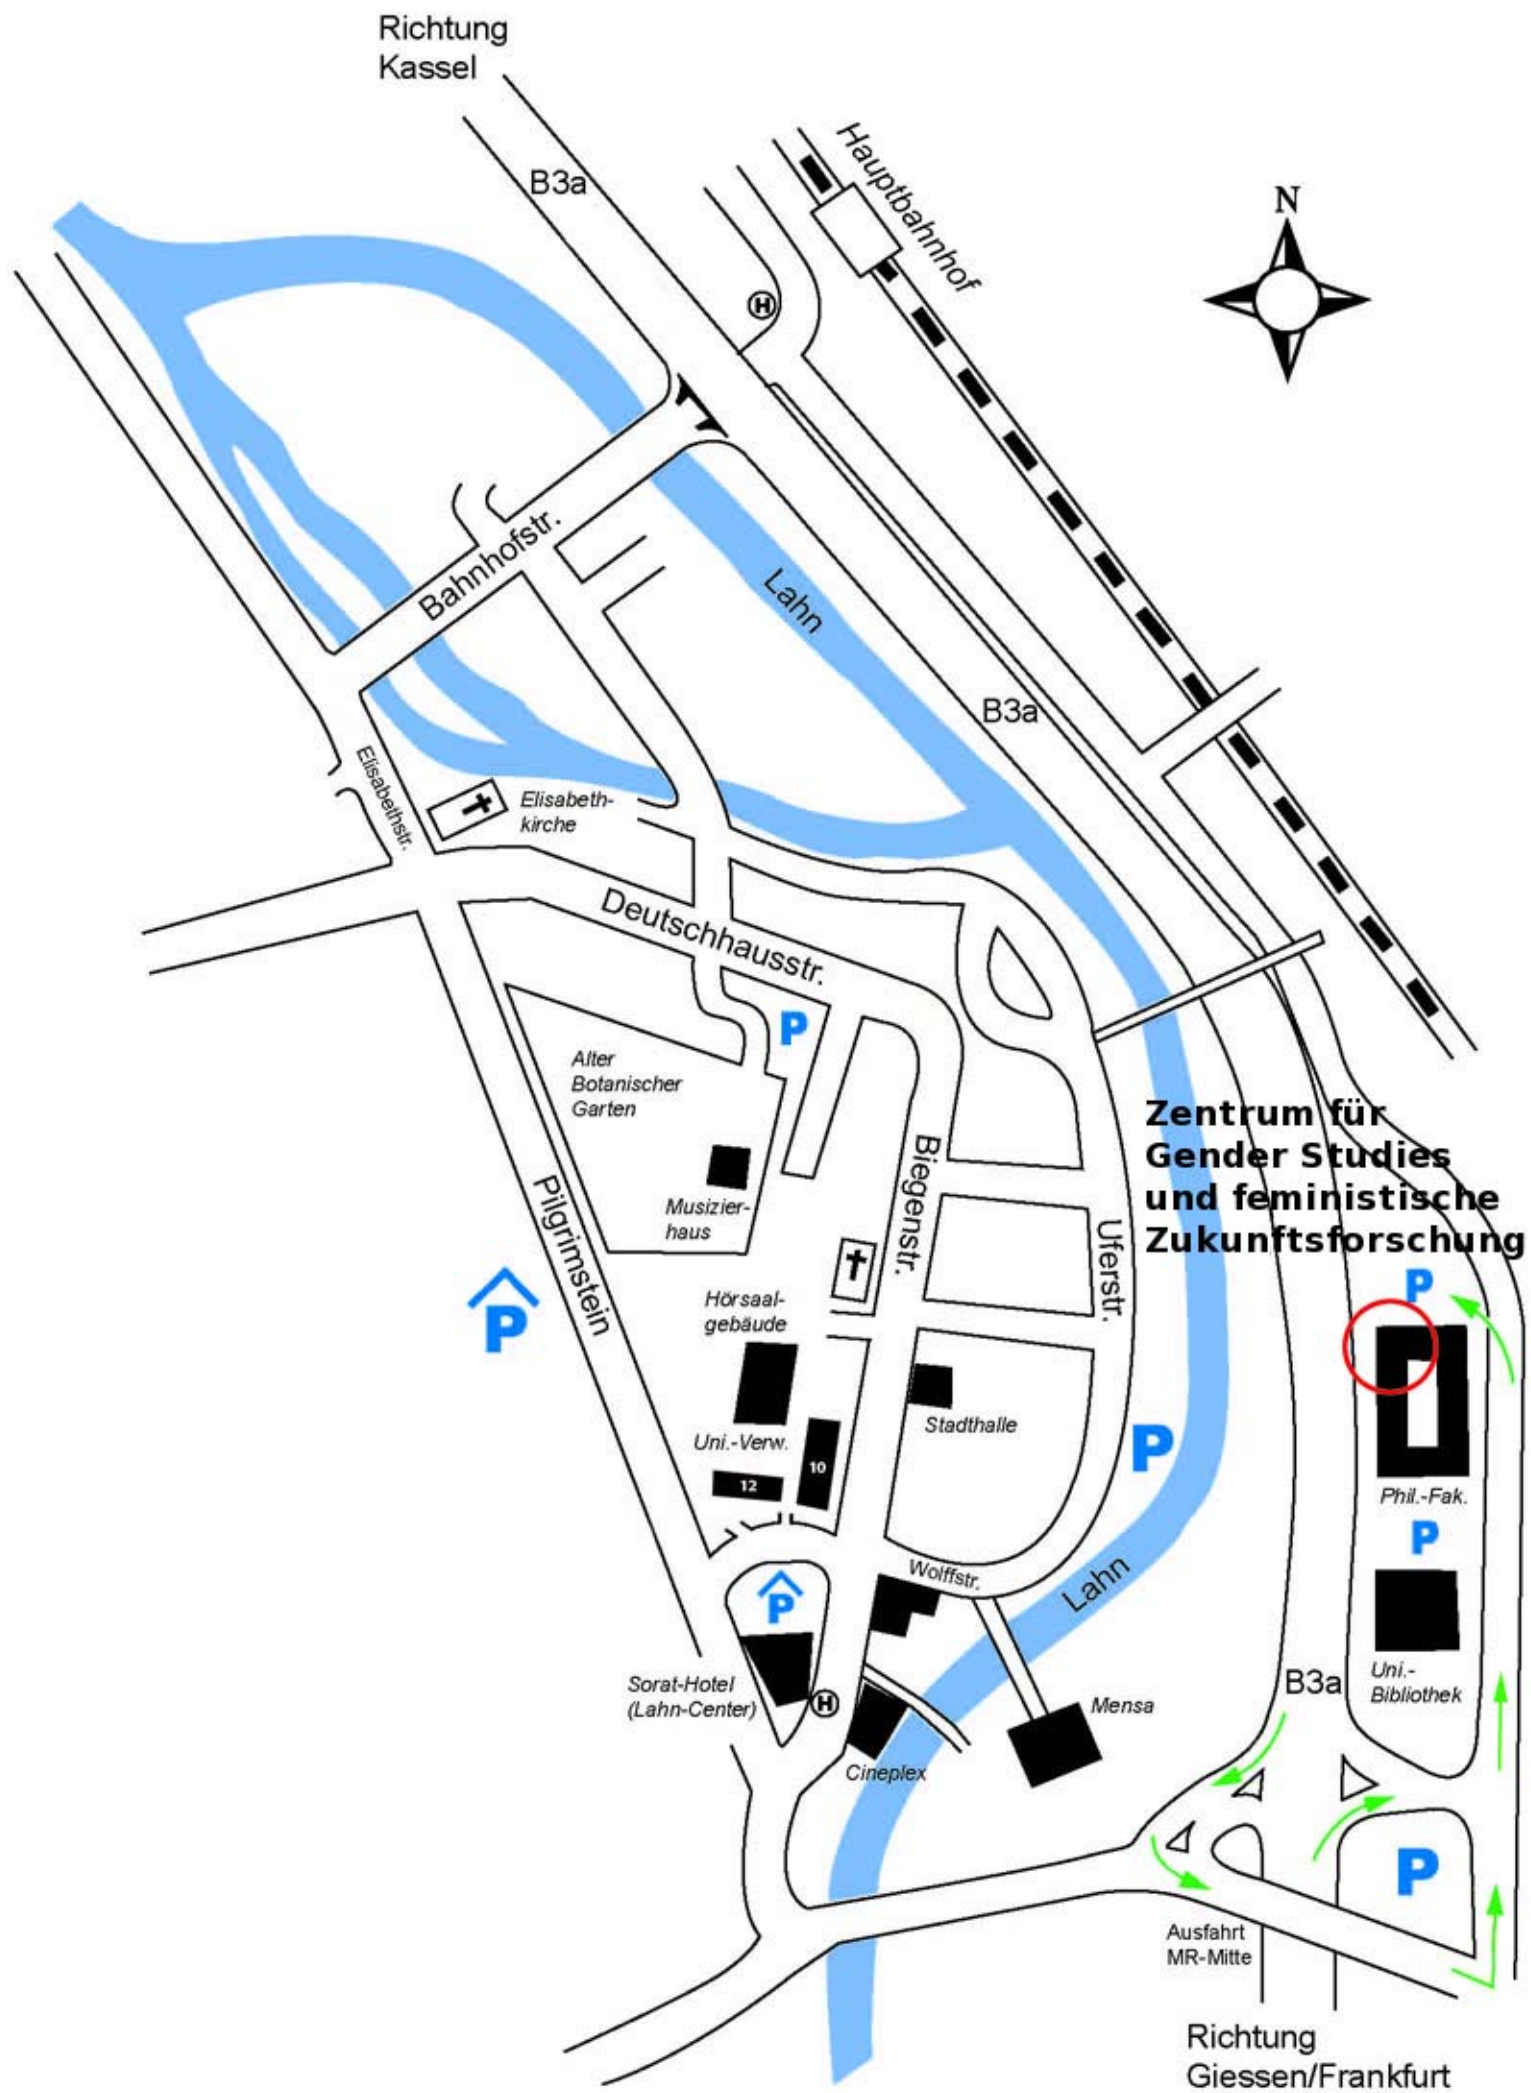 Richtung
Kassel
B3a
Hauptbahnhof
N
H
Bahnhofstr.
Lahn
B3a
Elisabethstr.
Elisabeth-
kirche
Deutschhausstr.
P
Alter
Botanischer
Garten
Musizier-
haus
Pilgrimstein
Biegenstr.
Uferstr.
Zentrum für
Gender Studies
und feministische
Zukunftsforschung
P
P
Hörsaal-
gebäude
Stadthalle
Uni.-Verw.
10
12
P
Phil.-Fak.
P
Wolffstr.
Lahn
P
Uni.-
Bibliothek
B3a
Sorat-Hotel
(Lahn-Center)
H
Mensa
Cineplex
P
Ausfahrt
MR-Mitte
Richtung
Giessen/Frankfurt